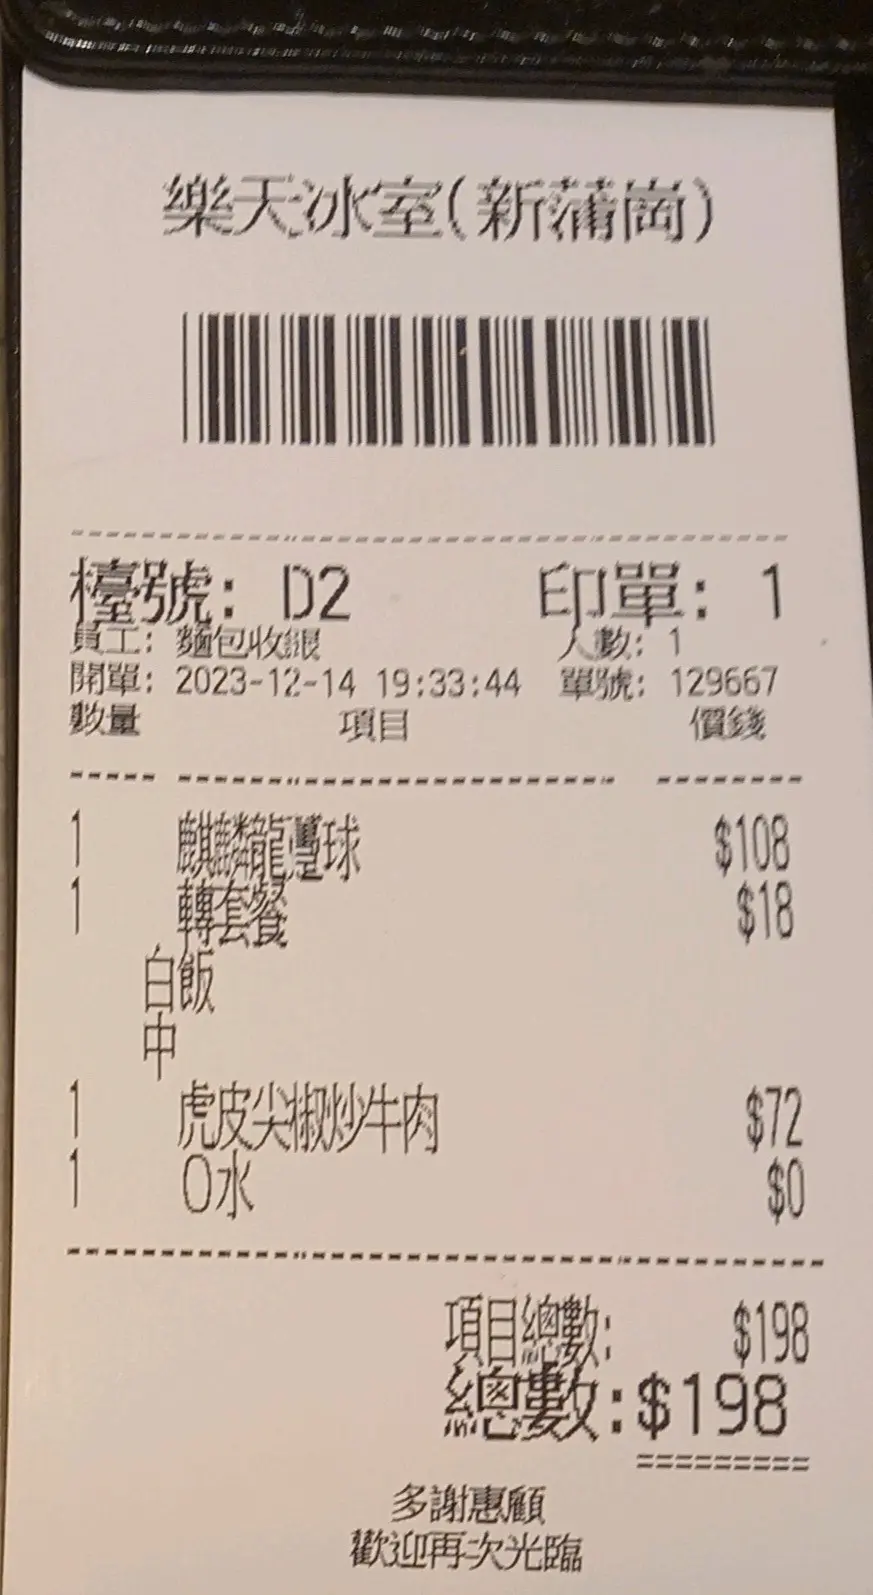 樂天冰室(新蒲崗)
檯號: D2 印單: 1
員工: 麵包收銀 人數: 1
開單: 2023-12-14 19:33:44 單號: 129667
數量 項目 價錢
1 麒麟龍躉球 $108
1 轉套餐 $18
白飯
中
1 虎皮尖椒炒牛肉 $72
1 O水 $0
項目總數: $198
總數:$198
=========
多謝惠顧
歡迎再次光臨